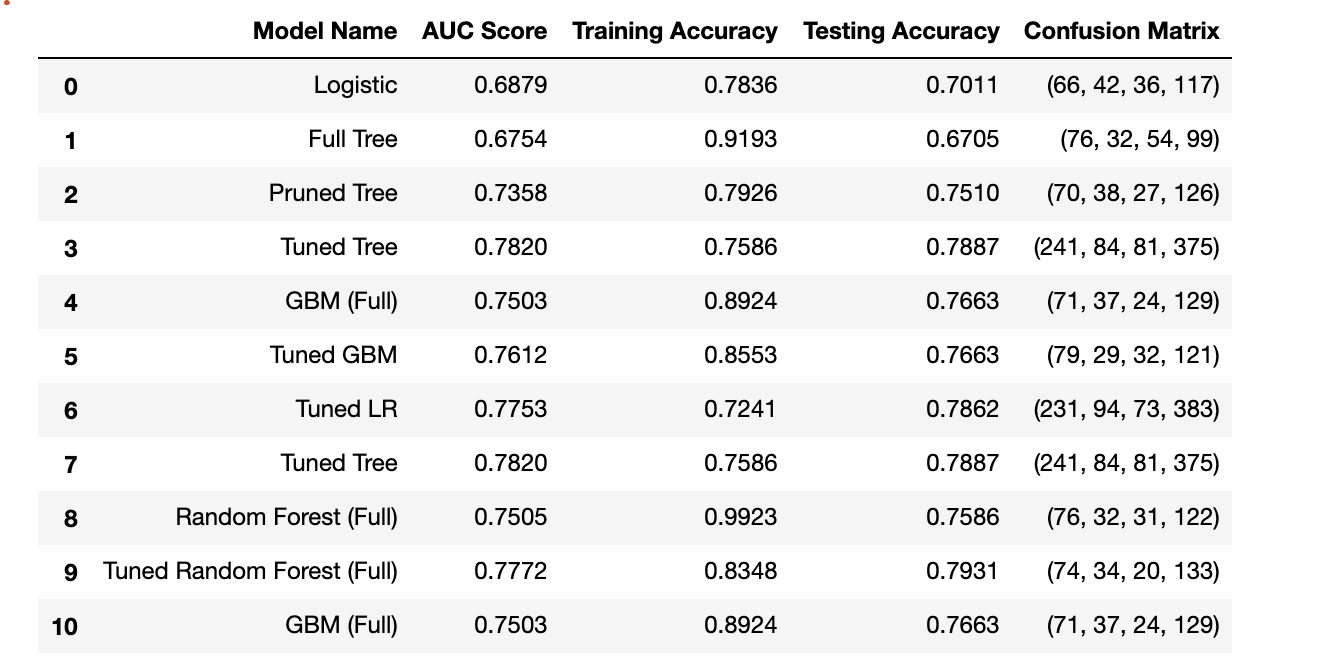 Model Name AUC Score Training Accuracy Testing Accuracy Confusion Matrix
0 Logistic 0.6879 0.7836 0.7011 (66, 42, 36, 117)
1 Full Tree 0.6754 0.9193 0.6705 (76, 32, 54, 99)
2 Pruned Tree 0.7358 0.7926 0.7510 (70, 38, 27, 126)
3 Tuned Tree 0.7820 0.7586 0.7887 (241, 84, 81, 375)
4 GBM (Full) 0.7503 0.8924 0.7663 (71, 37, 24, 129)
5 Tuned GBM 0.7612 0.8553 0.7663 (79, 29, 32, 121)
6 Tuned LR 0.7753 0.7241 0.7862 (231, 94, 73, 383)
7 Tuned Tree 0.7820 0.7586 0.7887 (241, 84, 81, 375)
8 Random Forest (Full) 0.7505 0.9923 0.7586 (76, 32, 31, 122)
9 Tuned Random Forest (Full) 0.7772 0.8348 0.7931 (74, 34, 20, 133)
10 GBM (Full) 0.7503 0.8924 0.7663 (71, 37, 24, 129)